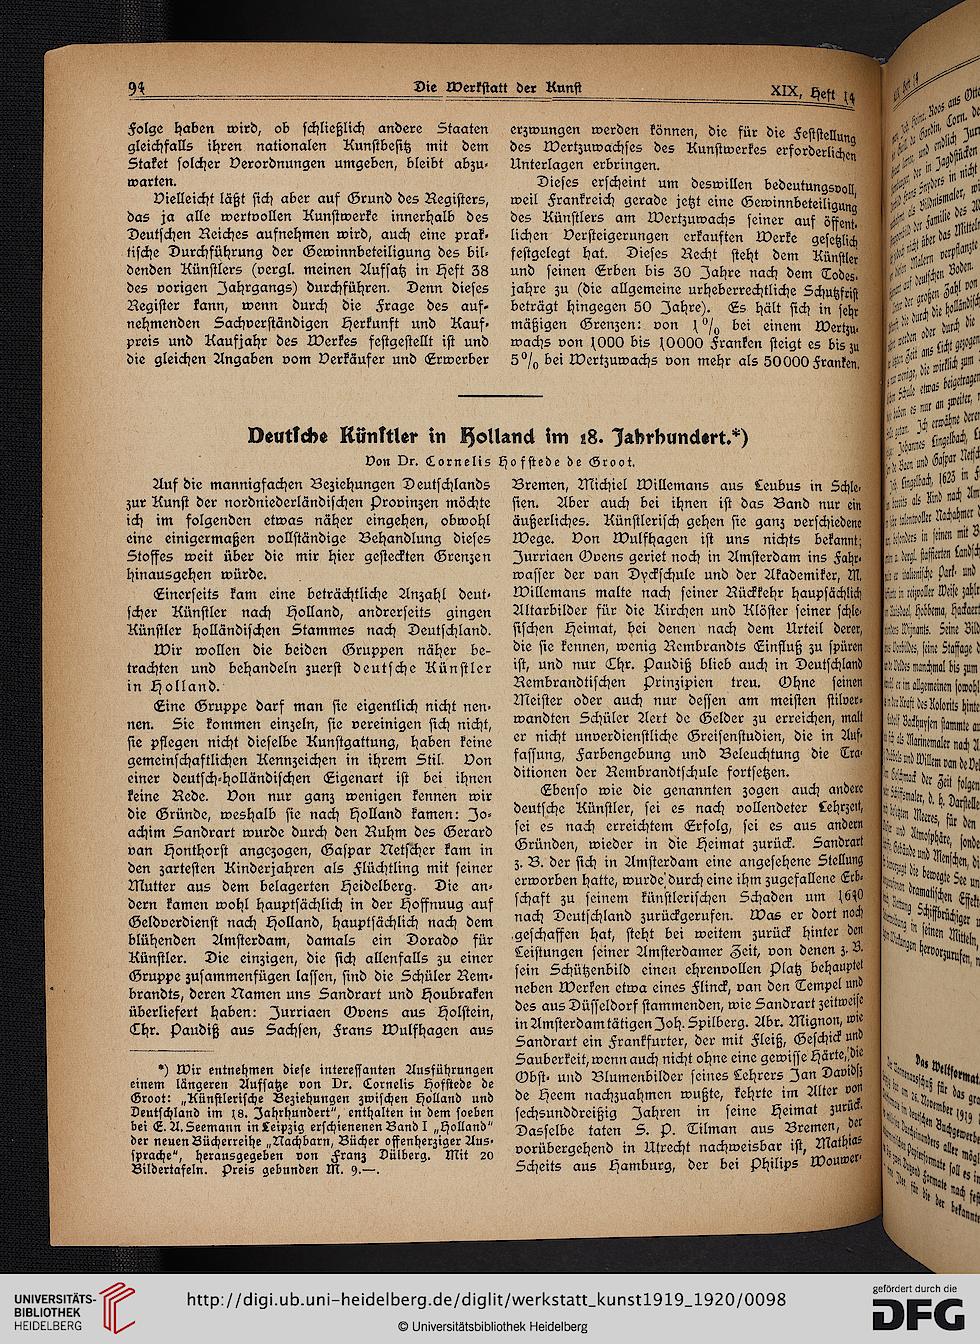 94
Die Werkstatt der Kunst
XIX, Heft 14
Folge haben wird, ob schließlich andere Staaten
gleichfalls ihren nationalen Kunstbesitz mit dem
Staket solcher Verordnungen umgeben, bleibt abzu-
warten.
Vielleicht läßt sich aber auf Grund des Registers,
das ja alle wertvollen Kunstwerke innerhalb des
Deutschen Reiches aufnehmen wird, auch eine prak-
tische Durchführung der Gewinnbeteiligung des bil-
denden Künstlers (vergl. meinen Aufsatz in Heft 38
des vorigen Jahrgangs) durchführen. Denn dieses
Register kann, wenn durch die Frage des auf-
nehmenden Sachverständigen Herkunft und Kauf-
preis und Kaufjahr des Werkes festgestellt ist und
die gleichen Angaben vom Verkäufer und Erwerber
erzwungen werden können, die für die Feststellung
des Wertzuwachses des Kunstwerkes erforderlichen
Unterlagen erbringen.
Dieses erscheint um deswillen bedeutungsvoll,
weil Frankreich gerade jetzt eine Gewinnbeteiligung
des Künstlers am Wertzuwachs seiner auf öffent-
lichen Versteigerungen erkauften Werke gesetzlich
festgelegt hat. Dieses Recht steht dem Künstler
und seinen Erben bis 30 Jahre nach dem Todes-
jahre zu (die allgemeine urheberrechtliche Schutzfrist
beträgt hingegen 50 Jahre). Es hält sich in sehr
mäßigen Grenzen: von 1% bei einem Wertzu-
wachs von 1000 bis 10000 Franken steigt es bis zu
5% bei Wertzuwachs von mehr als 50000 Franken.
Deutsche Künstler in Holland im 18. Jahrhundert.*)
Von Dr. Cornelis Hofstede de Groot.
Auf die mannigfachen Beziehungen Deutschlands
zur Kunst der nordniederländischen Provinzen möchte
ich im folgenden etwas näher eingehen, obwohl
eine einigermaßen vollständige Behandlung dieses
Stoffes weit über die mir hier gesteckten Grenzen
hinausgehen würde.
Einerseits kam eine beträchtliche Anzahl deut-
scher Künstler nach Holland, andrerseits gingen
Künstler holländischen Stammes nach Deutschland.
Wir wollen die beiden Gruppen näher be-
trachten und behandeln zuerst deutsche Künstler
in Holland.
Eine Gruppe darf man sie eigentlich nicht nen-
nen. Sie kommen einzeln, sie vereinigen sich nicht,
sie pflegen nicht dieselbe Kunstgattung, haben keine
gemeinschaftlichen Kennzeichen in ihrem Stil. Von
einer deutsch-holländischen Eigenart ist bei ihnen
keine Rede. Von nur ganz wenigen kennen wir
die Gründe, weshalb sie nach Holland kamen: Jo-
achim Sandrart wurde durch den Ruhm des Gerard
van Honthorst angezogen, Gaspar Netscher kam in
den zartesten Kinderjahren als Flüchtling mit seiner
Mutter aus dem belagerten Heidelberg. Die an-
dern kamen wohl hauptsächlich in der Hoffnuug auf
Geldverdienst nach Holland, hauptsächlich nach dem
blühenden Amsterdam, damals ein Dorado für
Künstler. Die einzigen, die sich allenfalls zu einer
Gruppe zusammenfügen lassen, sind die Schüler Rem-
brandts, deren Namen uns Sandrart und Houbraken
überliefert haben: Jurriaen Ovens aus Holstein,
Chr. Paudiß aus Sachsen, Frans Wulfhagen aus
*) Wir entnehmen diese interessanten Ausführungen
einem längeren Aufsatze von Dr. Cornelis Hofstede de
Groot: „Künstlerische Beziehungen zwischen Holland und
Deutschland im 18. Jahrhundert“, enthalten in dem soeben
bei E. A. Seemann in Leipzig erschienenen Band I „Holland“
der neuen Bücherreihe „Nachbarn, Bücher offenherziger Aus-
sprache“, herausgegeben von Franz Dülberg. Mit 20
Bildertafeln. Preis gebunden M. 9.—.
Bremen, Michiel Willemans aus Leubus in Schle-
sien. Aber auch bei ihnen ist das Band nur ein
äußerliches. Künstlerisch gehen sie ganz verschiedene
Wege. Von Wulfhagen ist uns nichts bekannt;
Jurriaen Ovens geriet noch in Amsterdam ins Fahr-
wasser der van Dyckschule und der Akademiker, M.
Willemans malte nach seiner Rückkehr haupsächlich
Altarbilder für die Kirchen und Klöster seiner schle-
sischen Heimat, bei denen nach dem Urteil derer,
die sie kennen, wenig Rembrandts Einfluß zu spüren
ist, und nur Chr. Paudiß blieb auch in Deutschland
Rembrandtischen Prinzipien treu. Ohne seinen
Meister oder auch nur dessen am meisten stilver-
wandten Schüler Aert de Gelder zu erreichen, malt
er nicht unverdienstliche Greisenstudien, die in Auf-
fassung, Farbengebung und Beleuchtung die Tra-
ditionen der Rembrandtschule fortsetzen.
Ebenso wie die genannten zogen auch andere
deutsche Künstler, sei es nach vollendeter Lehrzeit,
sei es nach erreichtem Erfolg, sei es aus andern
Gründen, wieder in die Heimat zurück. Sandrart
z. B. der sich in Amsterdam eine angesehene Stellung
erworben hatte, wurde durch eine ihm zugefallene Erb-
schaft zu seinem künstlerischen Schaden um 1640
nach Deutschland zurückgerufen. Was er dort noch
geschaffen hat, steht bei weitem zurück hinter den
Leistungen seiner Amsterdamer Zeit, von denen z. B.
sein Schützenbild einen ehrenvollen Platz behauptet
neben Werken etwa eines Flinck, van den Tempel und
des aus Düsseldorf stammenden, wie Sandrart zeitweise
in Amsterdam tätigen Joh. Spilberg. Abr. Mignon, wie
Sandrart ein Frankfurter, der mit Fleiß, Geschick und
Sauberkeit, wenn auch nicht ohne eine gewisse Härte, die
Obst- und Blumenbilder seines Lehrers Jan Davidsz
de Heem nachzuahmen wußte, kehrte im Alter von
sechsunddreißig Jahren in seine Heimat zurück.
Dasselbe taten S. P. Tilman aus Bremen, der
vorübergehend in Utrecht nachweisbar ist, Mathias
Scheits aus Hamburg, der bei Philips Wouwer-
UNIVERSITÄTS-
BIBLIOTHEK
HEIDELBERG
http://digi.ub.uni-heidelberg.de/diglit/werkstatt_kunst1919_1920/0098
© Universitätsbibliothek Heidelberg
gefördert durch die
DFG